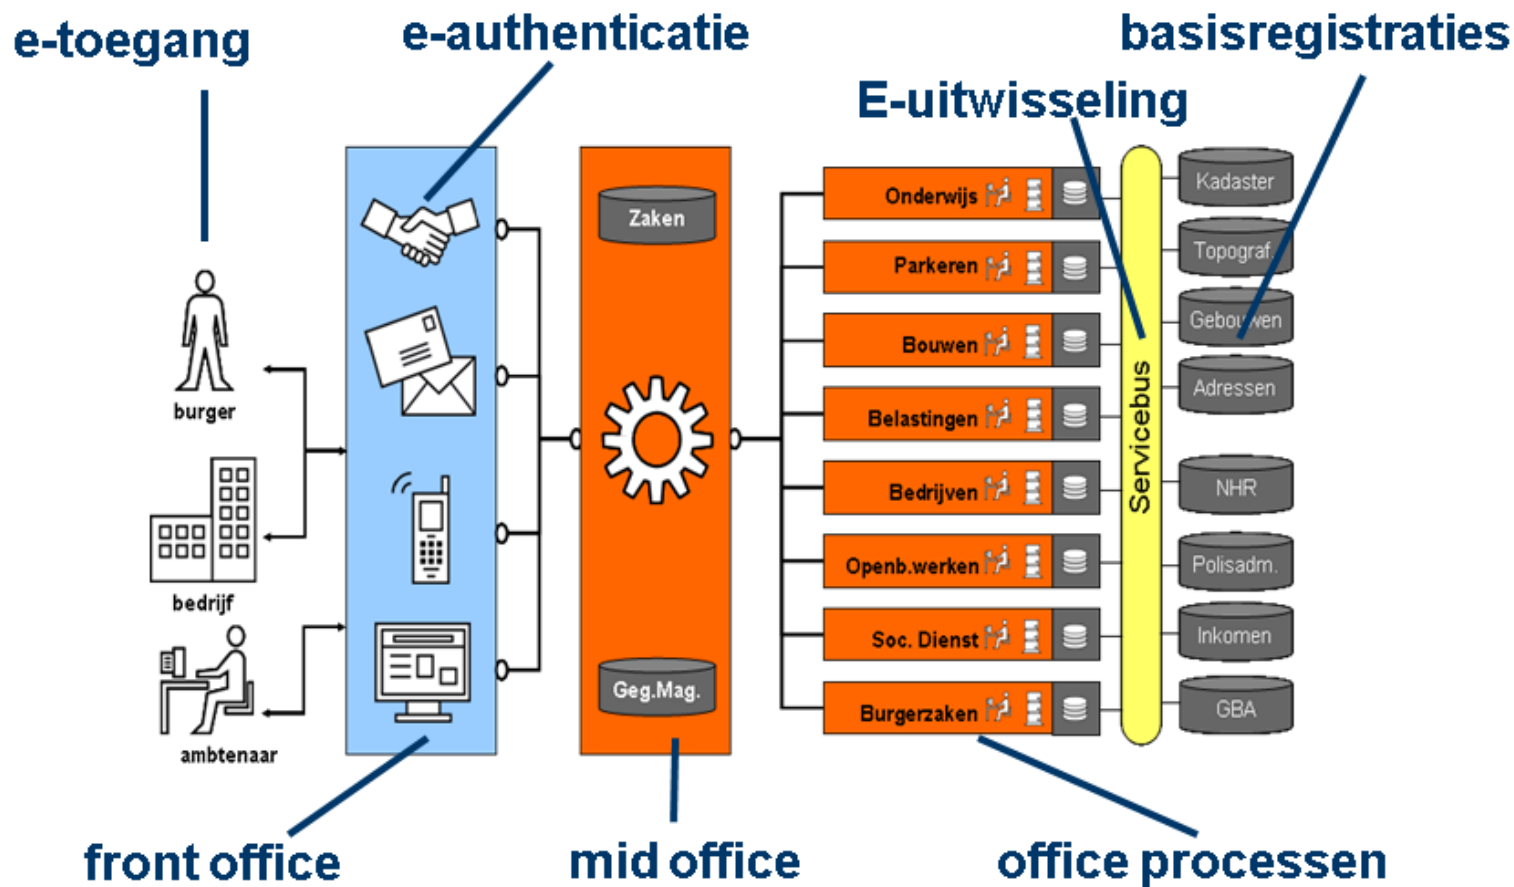 e-toegang
e-authenticatie
basisregistraties
E-uitwisseling
burger
bedrijf
ambtenaar
Zaken
Geg.Mag.
Onderwijs
Parkeren
Bouwen
Belastingen
Bedrijven
Openb.werken
Soc. Dienst
Burgerzaken
Servicebus
Kadaster
Topograf.
Gebouwen
Adressen
NHR
Polisadm.
Inkomen
GBA
front office
mid office
office processen